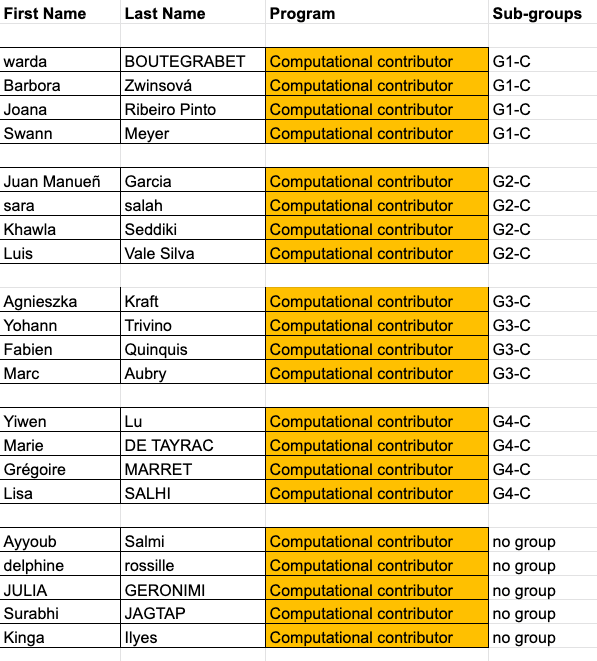 First Name Last Name Program Sub-groups
warda BOUTEGRABET Computational contributor G1-C
Barbora Zwinsová Computational contributor G1-C
Joana Ribeiro Pinto Computational contributor G1-C
Swann Meyer Computational contributor G1-C
Juan Manueñ Garcia Computational contributor G2-C
sara salah Computational contributor G2-C
Khawla Seddiki Computational contributor G2-C
Luis Vale Silva Computational contributor G2-C
Agnieszka Kraft Computational contributor G3-C
Yohann Trivino Computational contributor G3-C
Fabien Quinquis Computational contributor G3-C
Marc Aubry Computational contributor G3-C
Yiwen Lu Computational contributor G4-C
Marie DE TAYRAC Computational contributor G4-C
Grégoire MARRET Computational contributor G4-C
Lisa SALHI Computational contributor G4-C
Ayyoub Salmi Computational contributor no group
delphine rossille Computational contributor no group
JULIA GERONIMI Computational contributor no group
Surabhi JAGTAP Computational contributor no group
Kinga Ilyes Computational contributor no group